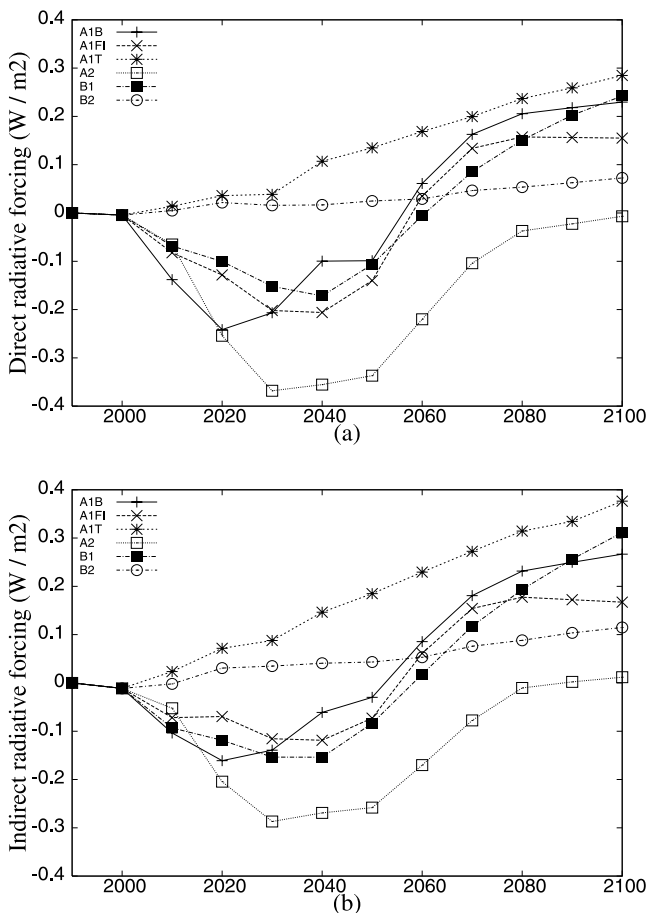 Direct radiative forcing (W / m2)
0.4
0.3
0.2
0.1
0
-0.1
-0.2
-0.3
-0.4
A1B
A1FI
A1T
A2
B1
B2
2000 2020 2040 2060 2080 2100
(a)
Indirect radiative forcing (W / m2)
0.4
0.3
0.2
0.1
0
-0.1
-0.2
-0.3
-0.4
A1B
A1FI
A1T
A2
B1
B2
2000 2020 2040 2060 2080 2100
(b)